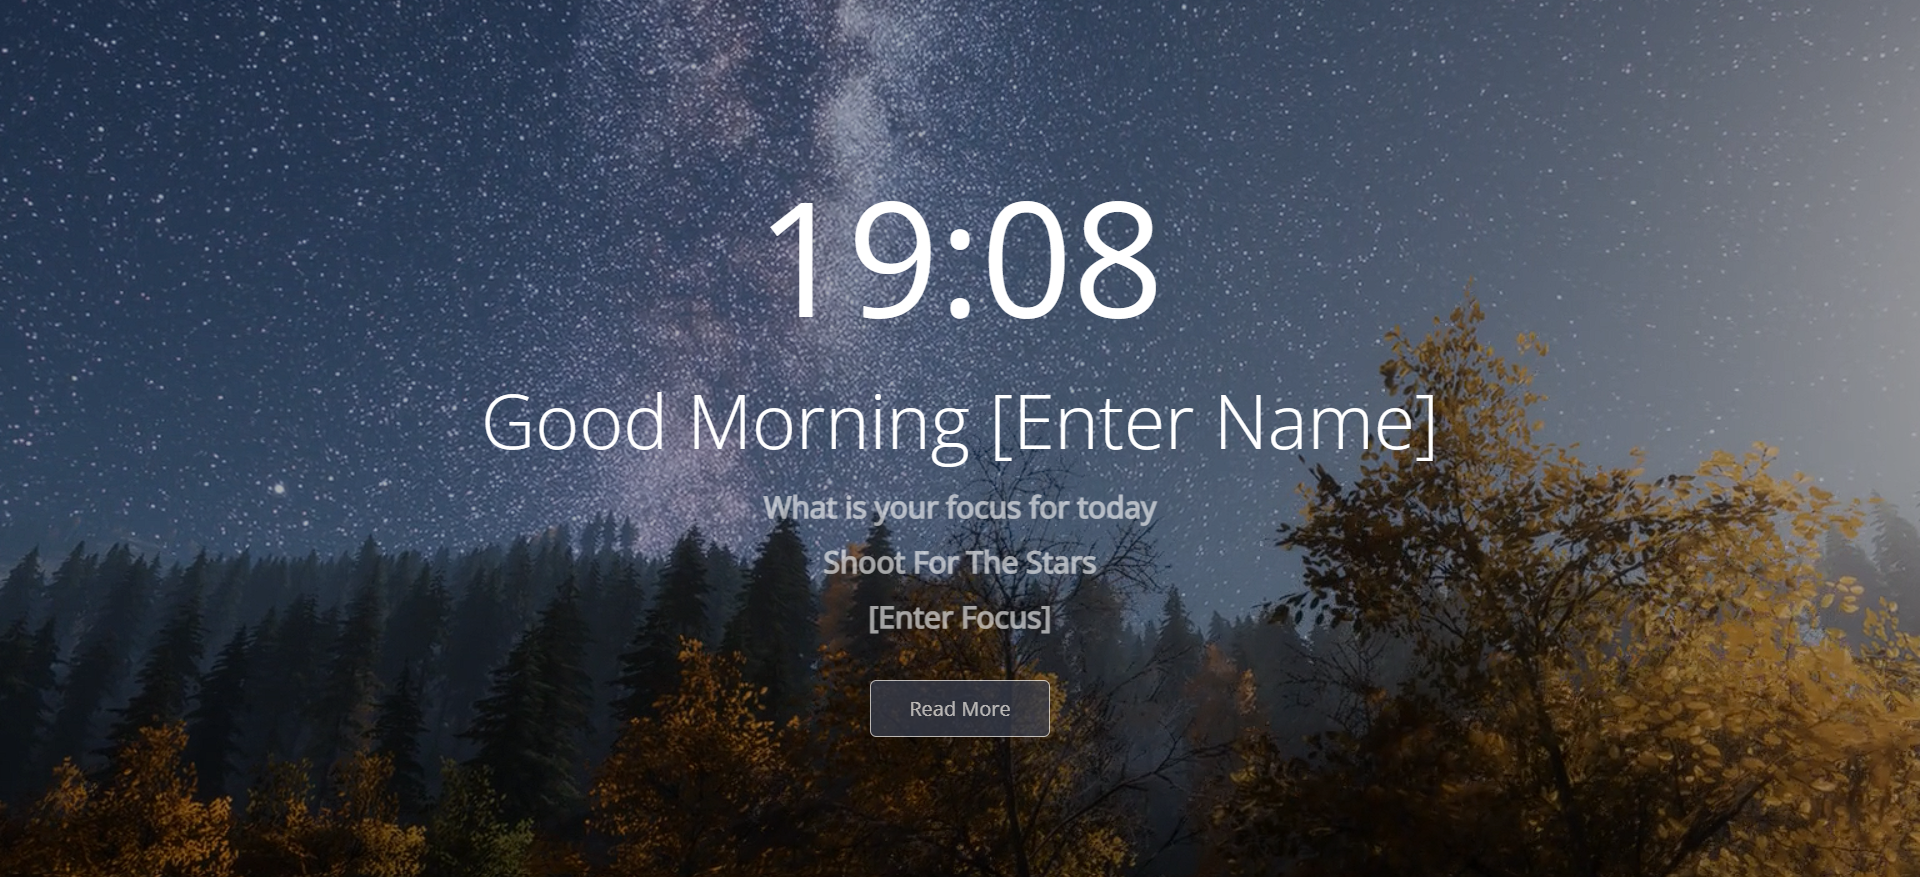 19:08
Good Morning [Enter Name]
What is your focus for today
Shoot For The Stars
[Enter Focus]
Read More